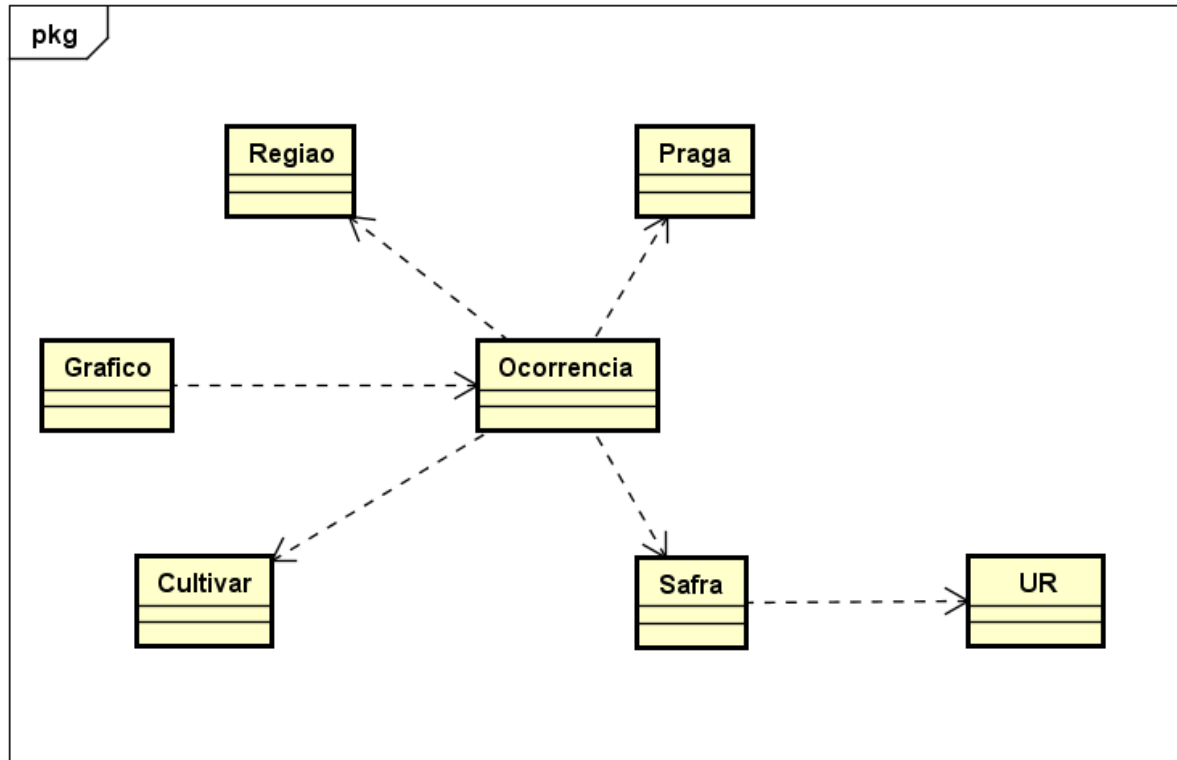 pkg
Regiao
Praga
Grafico
Ocorrencia
Cultivar
Safra
UR